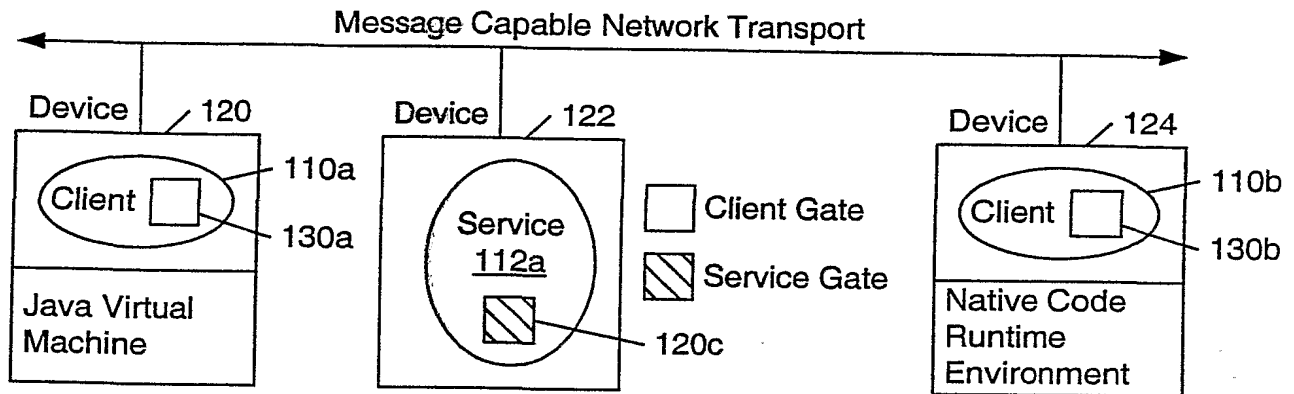 Message Capable Network Transport
Device
120
Client
110a
130a
Java Virtual
Machine
Device
122
Service
112a
120c
Client Gate
Service Gate
Device
124
Client
110b
130b
Native Code
Runtime
Environment